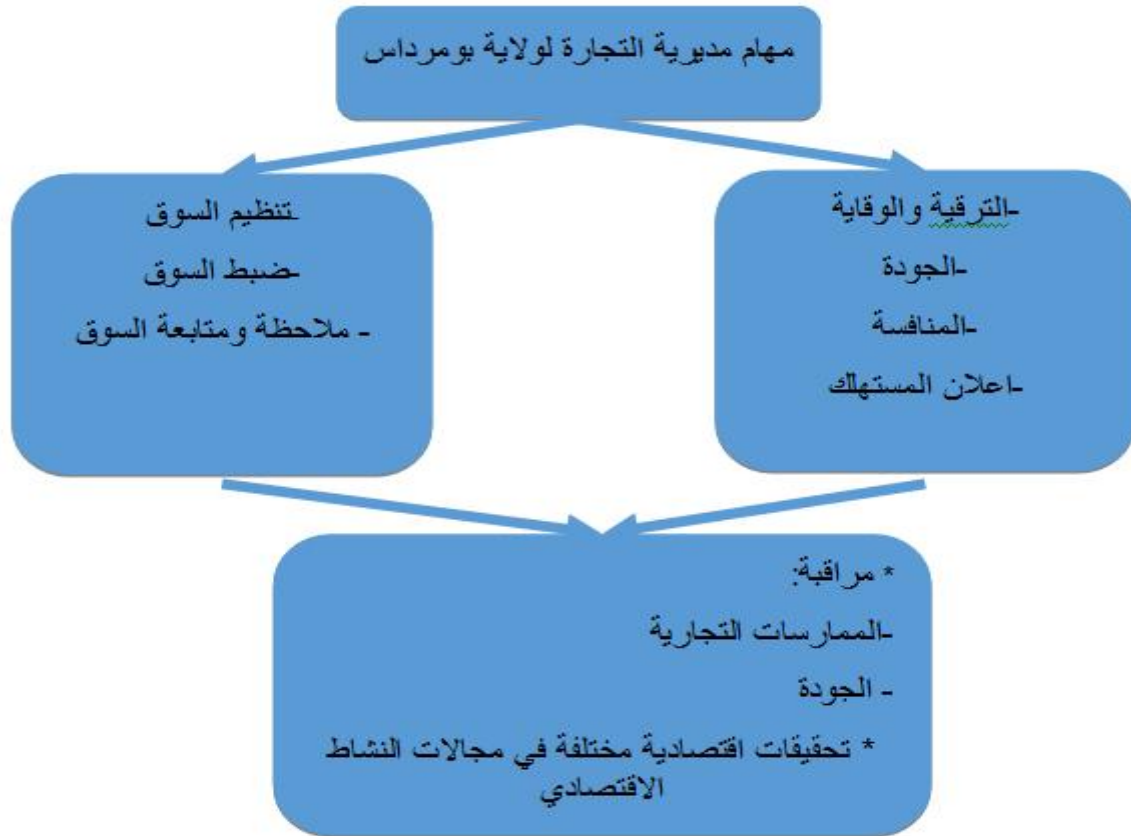 مهام مديرية التجارة لولاية بومرداس
-الترقية والوقاية
-الجودة
-المنافسة
-اعلان المستهلك
-تنظيم السوق
-ضبط السوق
- ملاحظة ومتابعة السوق
* مراقبة:
-الممارسات التجارية
- الجودة
* تحقيقات اقتصادية مختلفة في مجالات النشاط
الاقتصادي